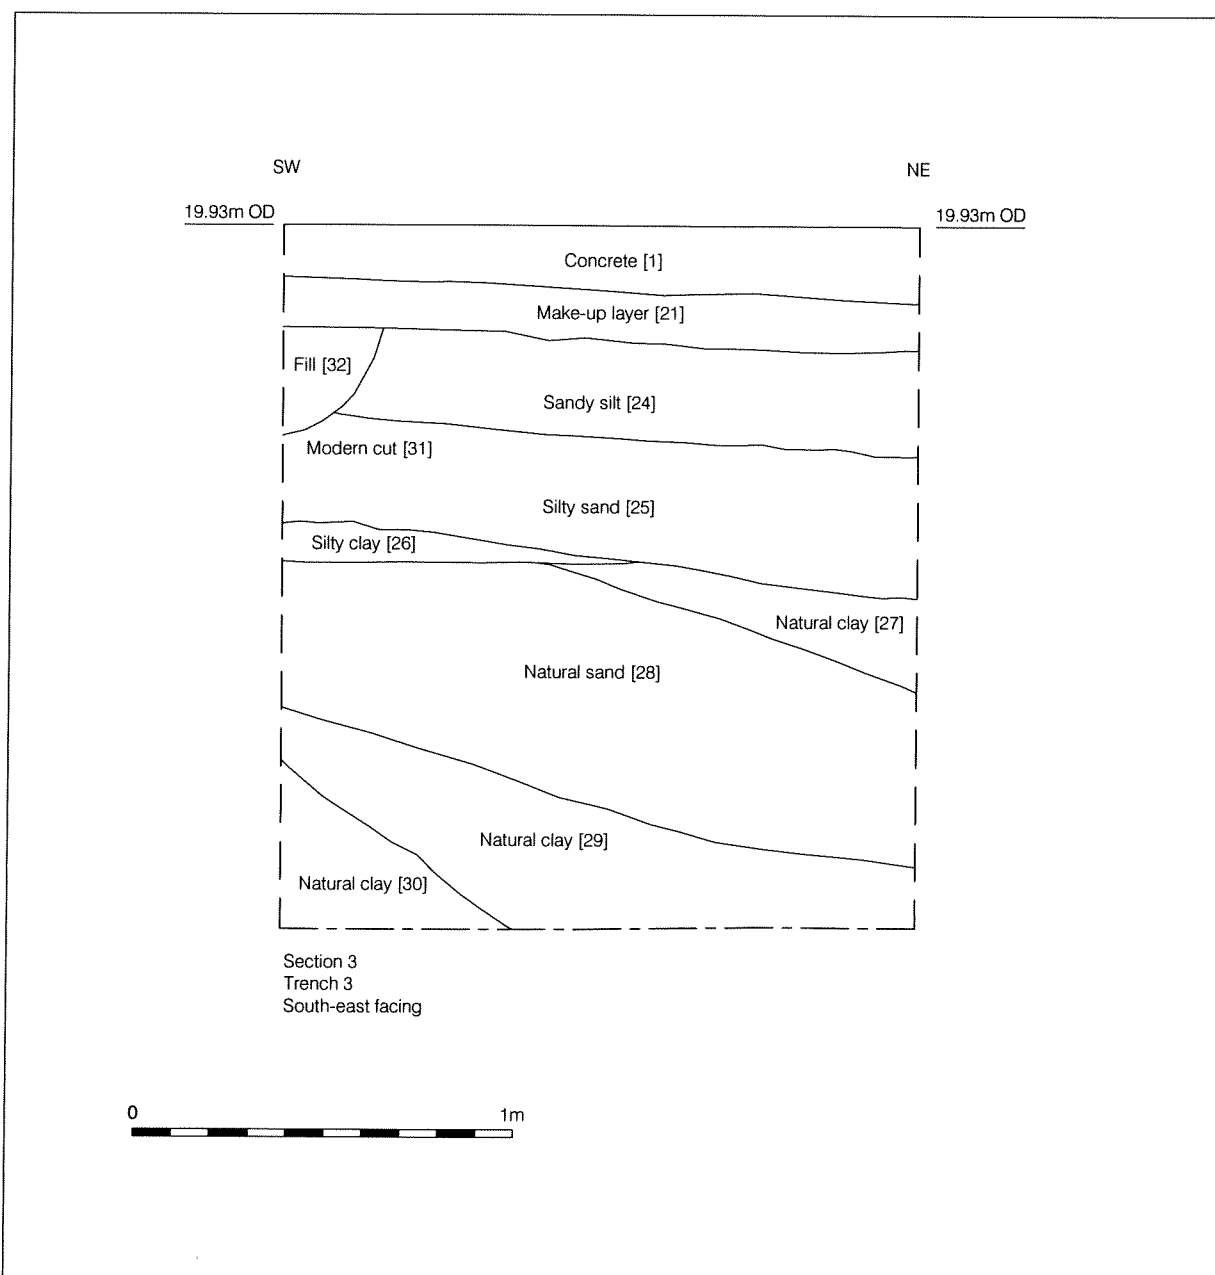 SW
NE
19.93m OD
19.93m OD
Concrete [1]
Make-up layer [21]
Fill [32]
Sandy silt [24]
Modern cut [31]
Silty sand [25]
Silty clay [26]
Natural clay [27]
Natural sand [28]
Natural clay [29]
Natural clay [30]
Section 3
Trench 3
South-east facing
0
1m